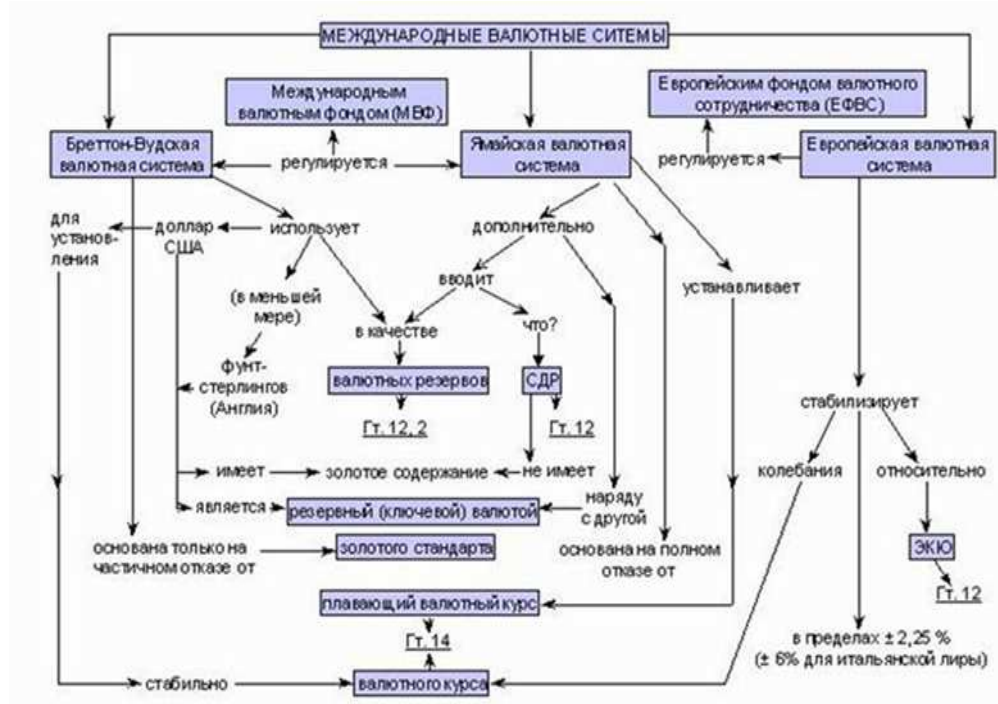 МЕЖДУНАРОДНЫЕ ВАЛЮТНЫЕ СИТЕМЫ
Международным
валютным фондом (МВФ)
Европейским фондом валютного
сотрудничества (ЕФВС)
Бреттон-Вудская
валютная система
регулируется
Ямайская валютная
система
регулируется
Европейская валютная
система
для
установ-
ления
доллар
США
использует
дополнительно
вводит
устанавливает
(в меньшей
мере)
в качестве
что?
фунт-
стерлингов
(Англия)
валютных резервов
СДР
стабилизирует
Гт. 12, 2
Гт. 12
имеет
золотое содержание
не имеет
колебания
относительно
является
резервный (ключевой) валютой
наряду
с другой
основана только на
частичном отказе от
золотого стандарта
основана на полном
отказе от
ЭКЮ
Гт. 12
плавающий валютный курс
Гт. 14
в пределах ± 2,25 %
(± 6% для итальянской лиры)
стабильно
валютного курса